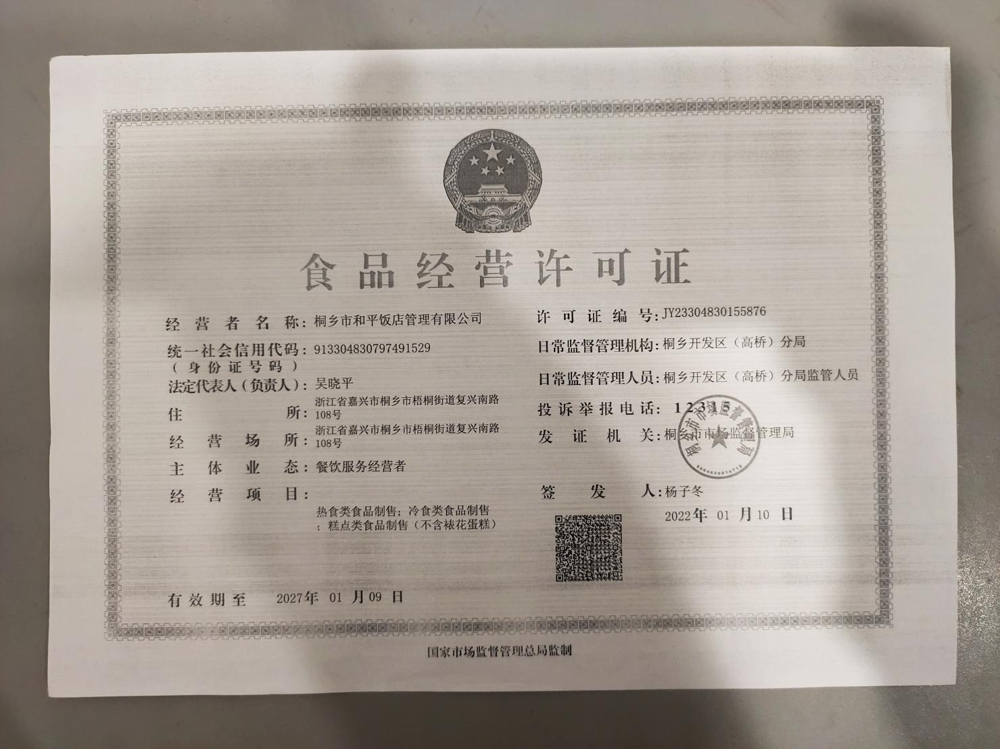 食品经营许可证
经营者名称：桐乡市和平饭店管理有限公司
统一社会信用代码：913304830797491529
（身份证号码）
法定代表人（负责人）：吴晓平
住所：浙江省嘉兴市桐乡市梧桐街道复兴南路
108号
经营场所：浙江省嘉兴市桐乡市梧桐街道复兴南路
108号
主体业态：餐饮服务经营者
经营项目：
热食类食品制售；冷食类食品制售
；糕点类食品制售（不含裱花蛋糕）
有效期至 2027年 01 月 09 日
许可证编号：JY23304830155876
日常监督管理机构：桐乡开发区（高桥）分局
日常监督管理人员：桐乡开发区（高桥）分局监管人员
投诉举报电话：12315
发证机关：桐乡市市场监督管理局
桐乡市市场监督管理局
签发人：杨子冬
2022年 01 月 10 日
国家市场监督管理总局监制